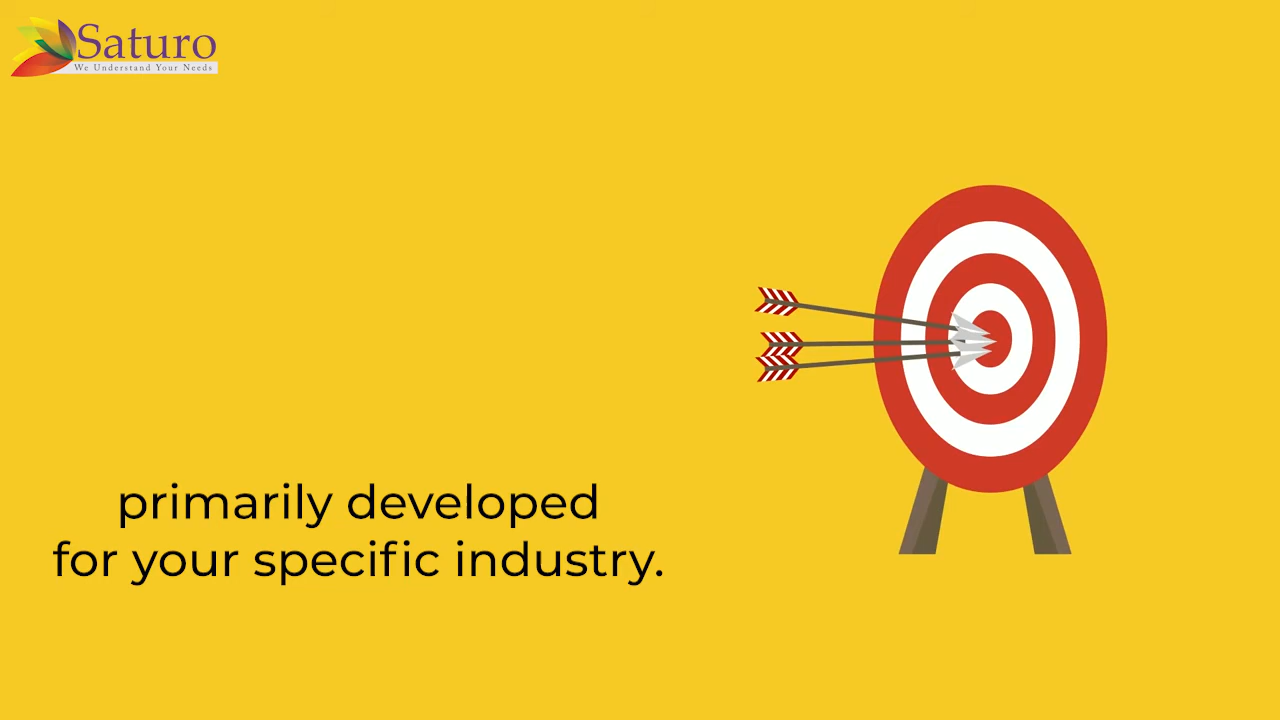 Saturo
We Understand Your Needs
primarily developed
for your specific industry.